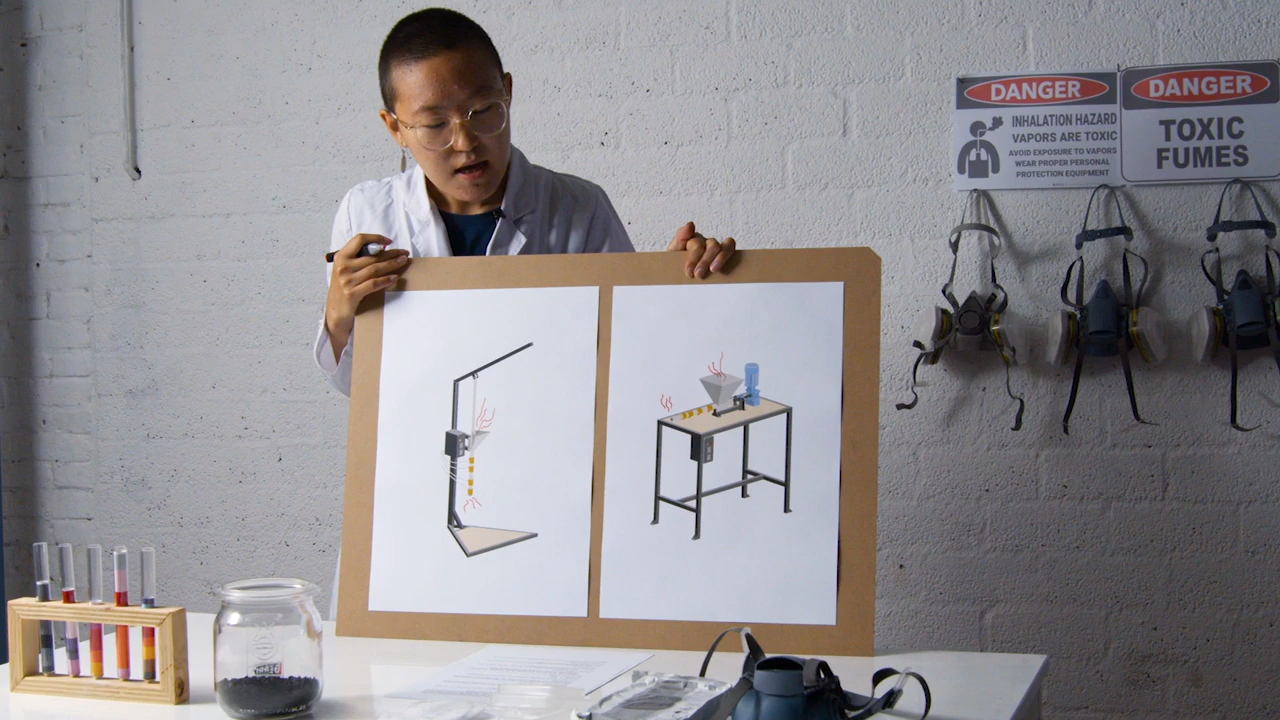 DANGER
INHALATION HAZARD
VAPORS ARE TOXIC
AVOID EXPOSURE TO VAPORS
WEAR PROPER PERSONAL
PROTECTION EQUIPMENT
DANGER
TOXIC
FUMES